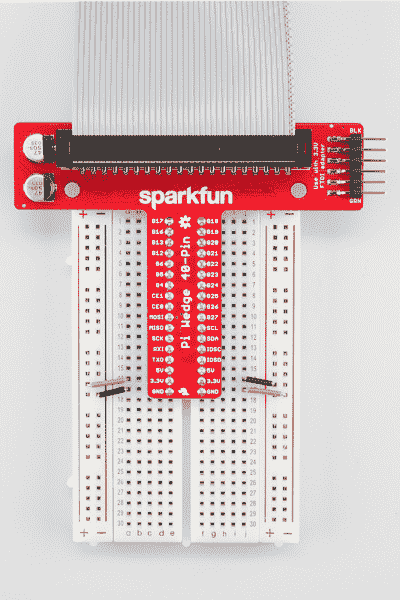 BLK
Use with 3.3V
FTDI adapter
GRN
sparkfun
+ − + −
Pi Wedge 40-Pin
G17 G18
G16 G19
G13 G20
G12 G21
G6 G22
G5 G23
G4 G24
CE1 G25
CE0 G26
MOSI G27
MISO SCL
SCK SDA
RXI IDSC
TXO IDSD
5V 5V
3.3V 3.3V
GND GND
+ − a b c d e f g h i j + −